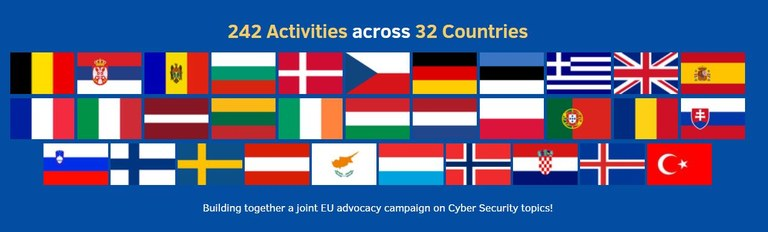 242 Activities across 32 Countries
Building together a joint EU advocacy campaign on Cyber Security topics!